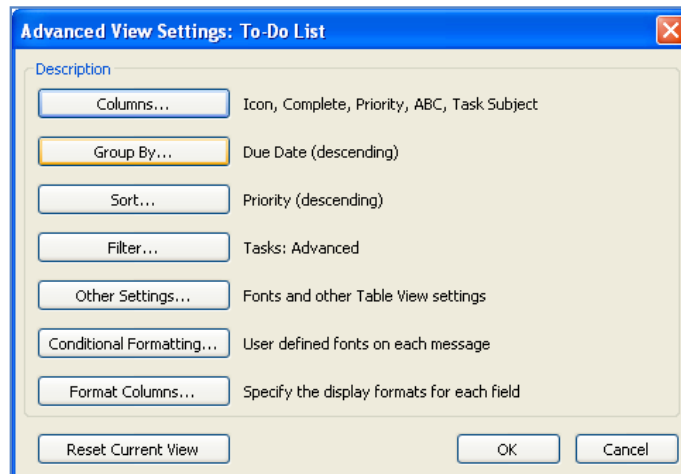 Advanced View Settings: To-Do List
Description
Columns... Icon, Complete, Priority, ABC, Task Subject
Group By... Due Date (descending)
Sort... Priority (descending)
Filter... Tasks: Advanced
Other Settings... Fonts and other Table View settings
Conditional Formatting... User defined fonts on each message
Format Columns... Specify the display formats for each field
Reset Current View OK Cancel